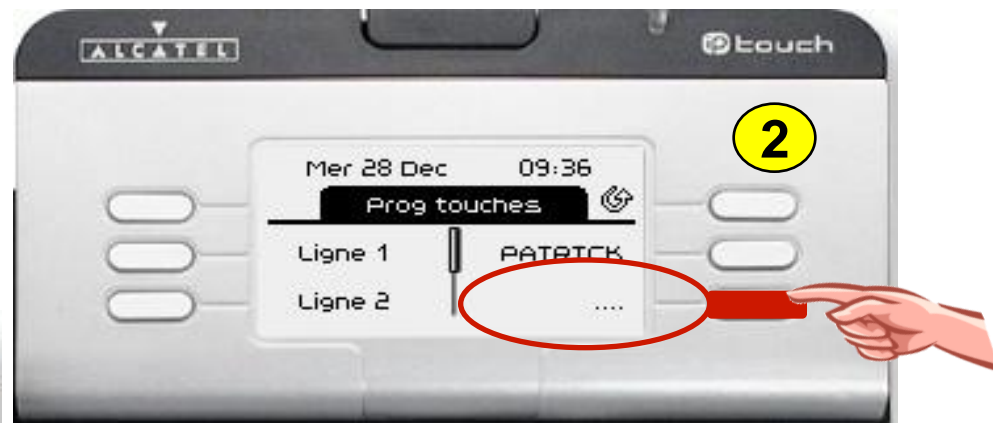 ALCATEL
touch
2
Mer 28 Dec 09:36
Prog touches
Ligne 1 PATRICK
Ligne 2 ....